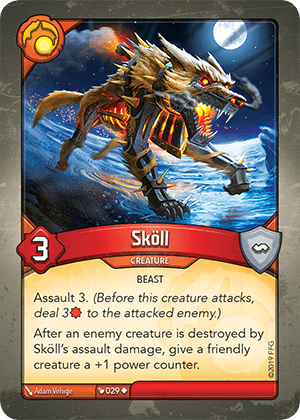 3
Sköll
CREATURE
BEAST
Assault 3. (Before this creature attacks,
deal 3 to the attacked enemy.)
After an enemy creature is destroyed by
Sköll's assault damage, give a friendly
creature a +1 power counter.
Adam Vehige
029
©2019 FFG